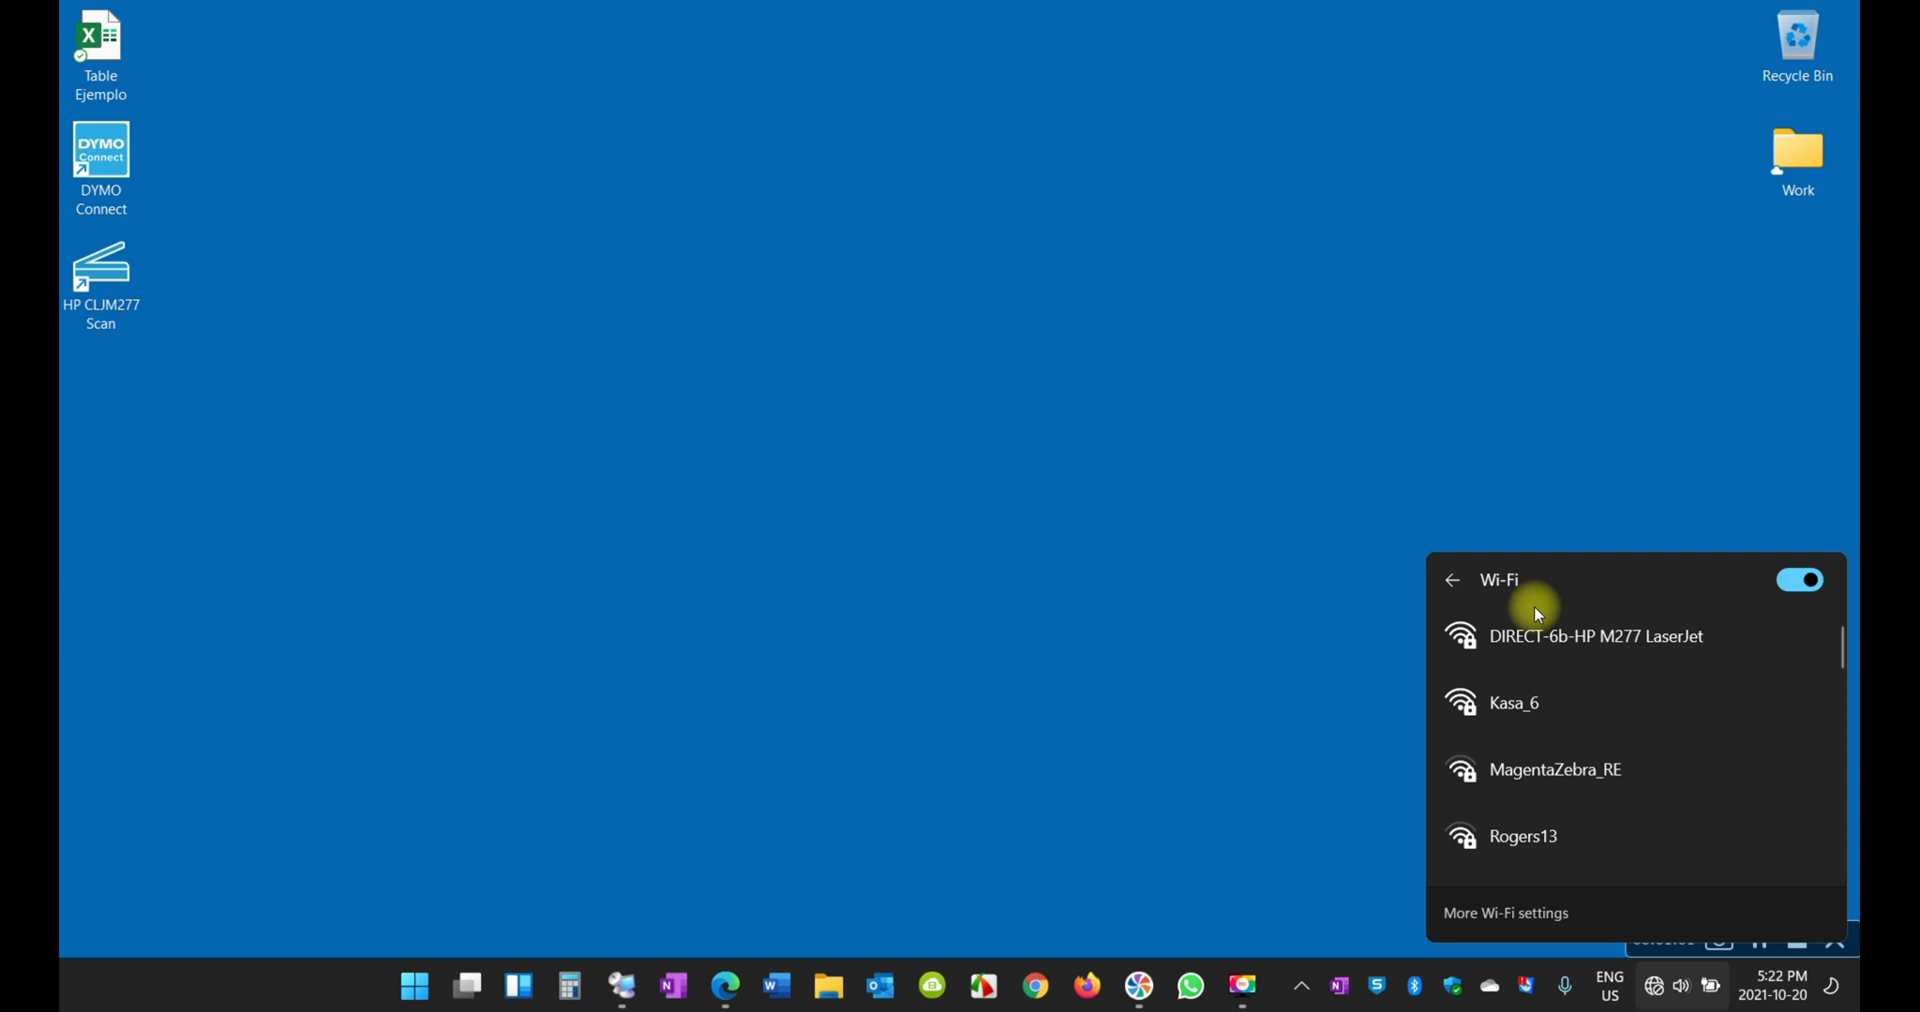 Table
Ejemplo
DYMO
Connect
DYMO
Connect
HP CLJM277
Scan
Recycle Bin
Work
Wi-Fi
DIRECT-6b-HP M277 LaserJet
Kasa_6
MagentaZebra_RE
Rogers13
More Wi-Fi settings
ENG
US
5:22 PM
2021-10-20